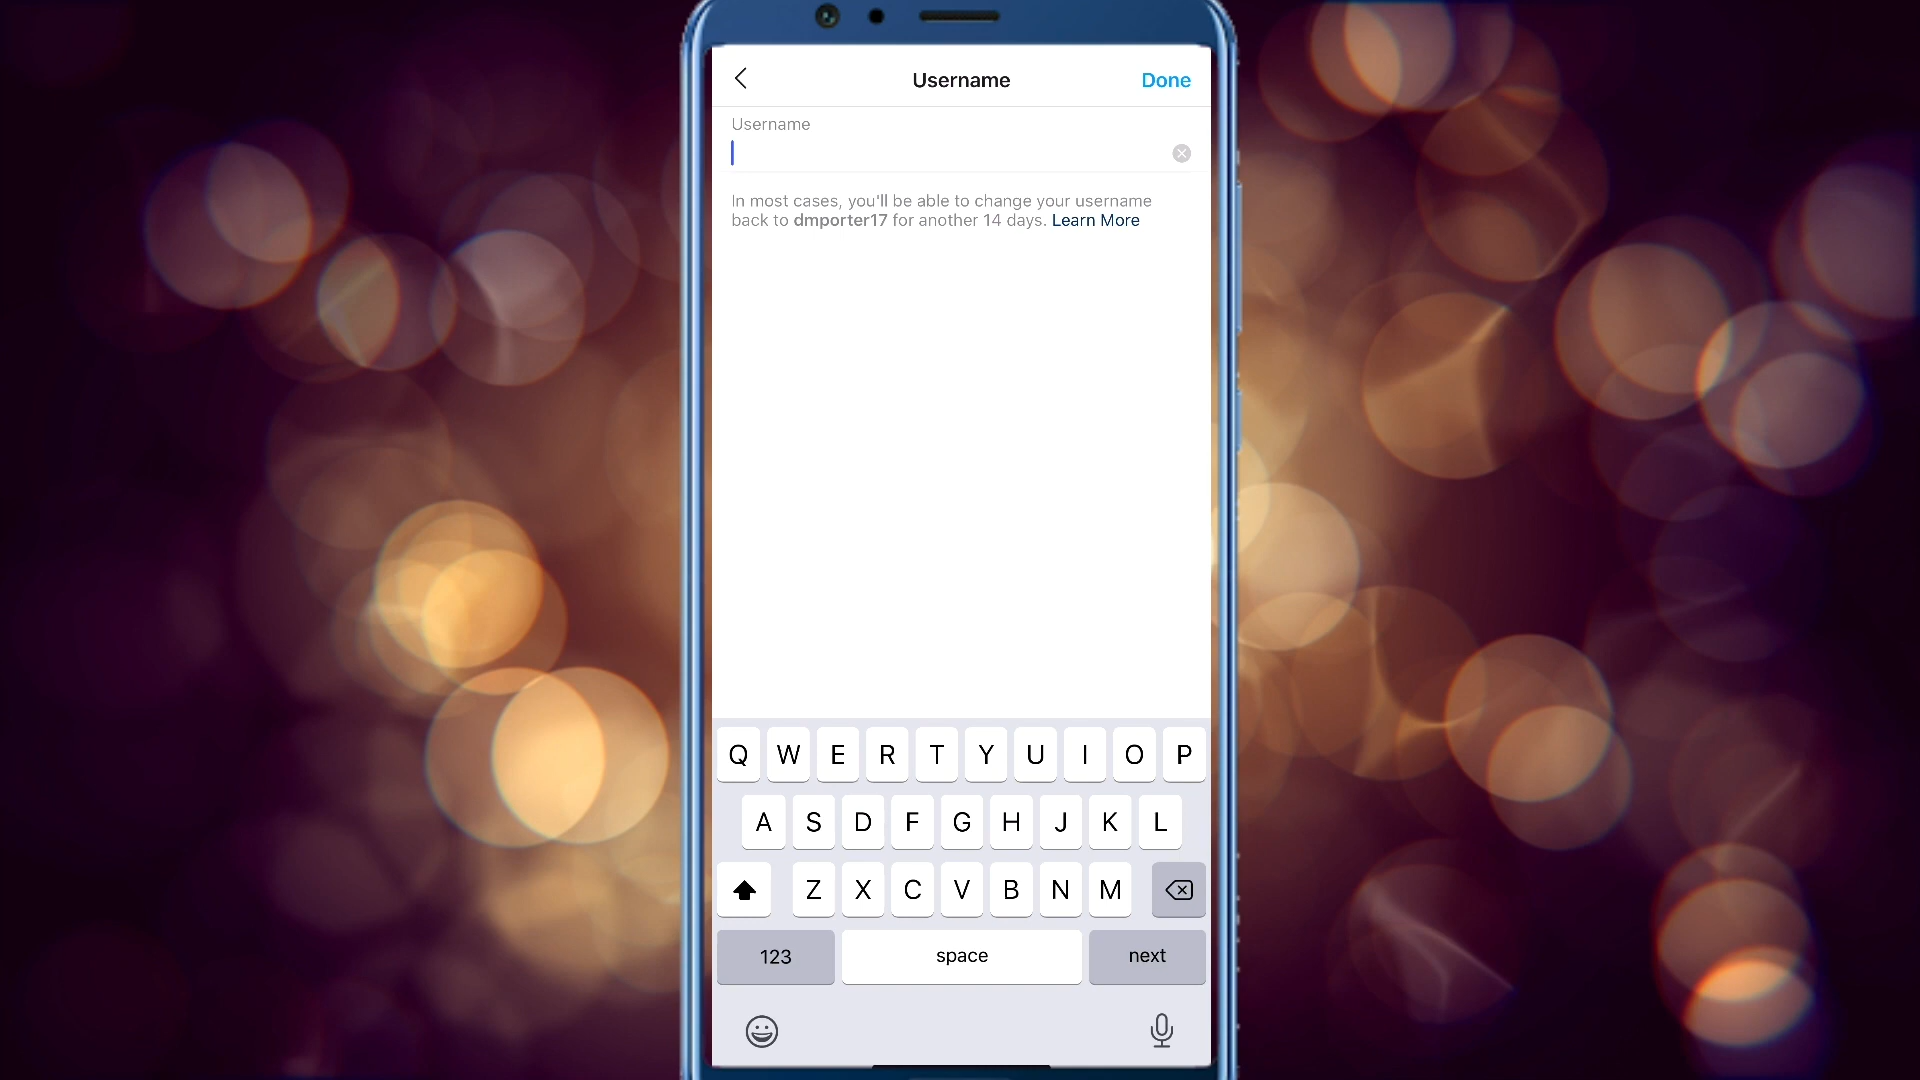 Username
Done
Username
In most cases, you'll be able to change your username
back to dmporter17 for another 14 days. Learn More
Q W E R T Y U I O P
A S D F G H J K L
Z X C V B N M
123 space next